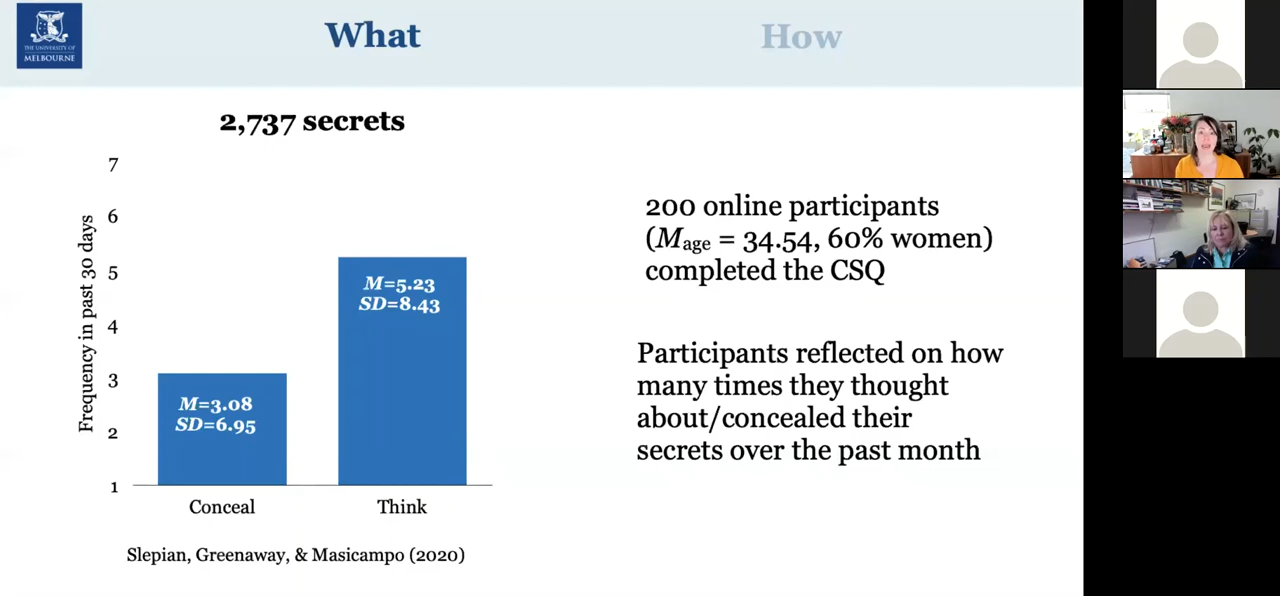 THE UNIVERSITY OF
MELBOURNE
What
How
2,737 secrets
Frequency in past 30 days
7
6
5
4
3
2
1
M=3.08
SD=6.95
M=5.23
SD=8.43
Conceal
Think
Slepian, Greenaway, & Masicampo (2020)
200 online participants
(Mage = 34.54, 60% women)
completed the CSQ
Participants reflected on how
many times they thought
about/concealed their
secrets over the past month